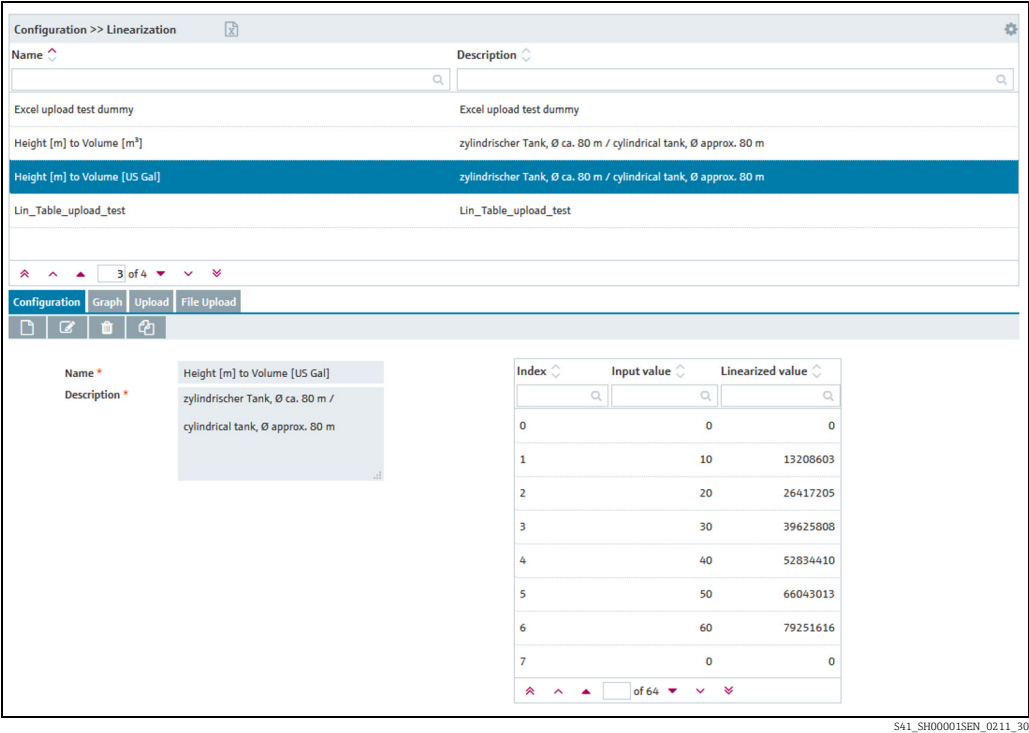 Configuration >> Linearization
Name Description
Excel upload test dummy Excel upload test dummy
Height [m] to Volume [m³] zylindrischer Tank, Ø ca. 80 m / cylindrical tank, Ø approx. 80 m
Height [m] to Volume [US Gal] zylindrischer Tank, Ø ca. 80 m / cylindrical tank, Ø approx. 80 m
Lin_Table_upload_test Lin_Table_upload_test
3 of 4
Configuration Graph Upload File Upload
Name * Height [m] to Volume [US Gal]
Description * zylindrischer Tank, Ø ca. 80 m /
cylindrical tank, Ø approx. 80 m
Index Input value Linearized value
0 0 0
1 10 13208603
2 20 26417205
3 30 39625808
4 40 52834410
5 50 66043013
6 60 79251616
7 0 0
of 64
S41_SH00001SEN_0211_30